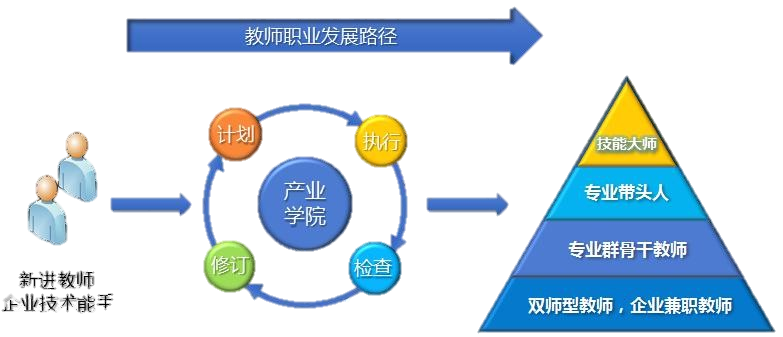 教师职业发展路径
计划
执行
产业
学院
修订
检查
新进教师
企业技术能手
技能大师
专业带头人
专业群骨干教师
双师型教师，企业兼职教师